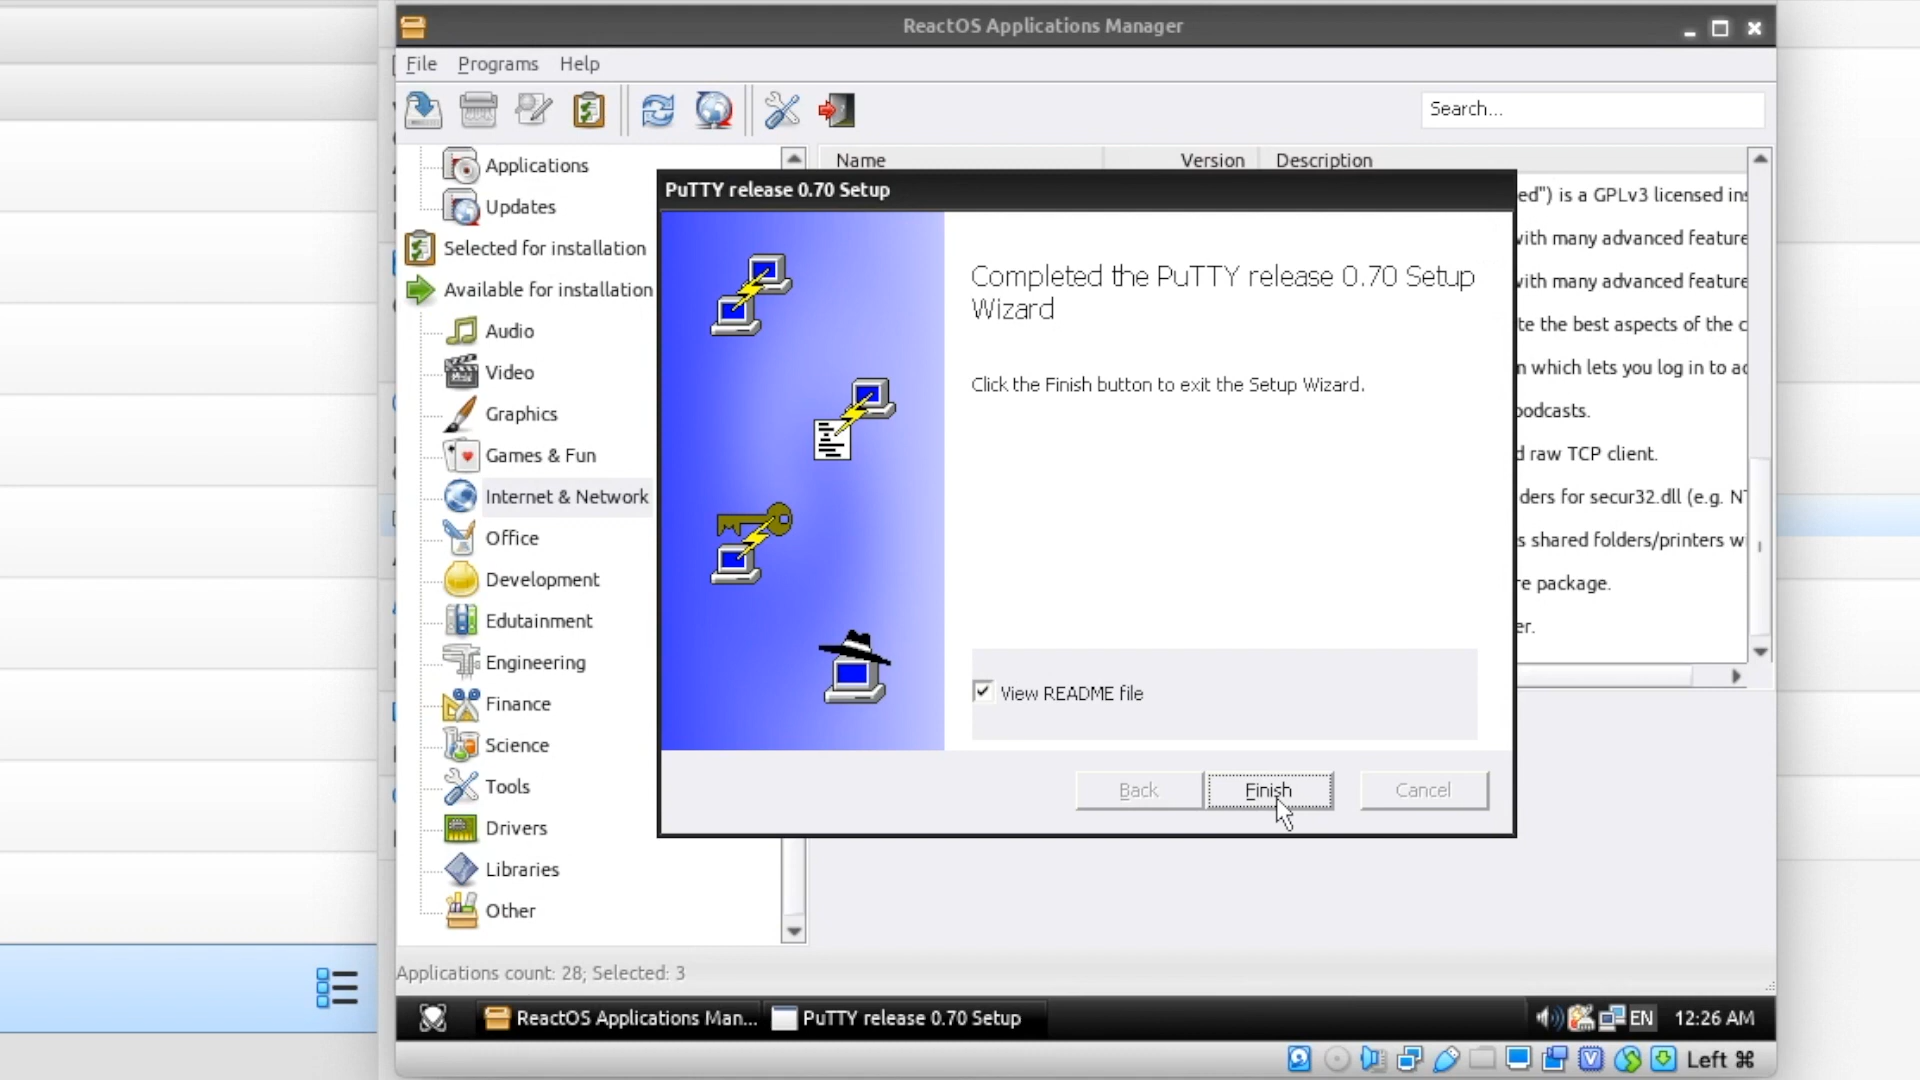 ReactOS Applications Manager
File Programs Help
Search...
Name Version Description
Applications
Updates
Selected for installation
Available for installation
Audio
Video
Graphics
Games & Fun
Internet & Network
Office
Development
Edutainment
Engineering
Finance
Science
Tools
Drivers
Libraries
Other
PuTTY release 0.70 Setup
Completed the PuTTY release 0.70 Setup
Wizard
Click the Finish button to exit the Setup Wizard.
View README file
Back Finish Cancel
ed") is a GPLv3 licensed ins
with many advanced feature
with many advanced feature
te the best aspects of the c
n which lets you log in to ac
podcasts.
d raw TCP client.
ders for secur32.dll (e.g. NT
s shared folders/printers w
re package.
er.
Applications count: 28; Selected: 3
ReactOS Applications Man... PuTTY release 0.70 Setup EN 12:26 AM
Left ⌘